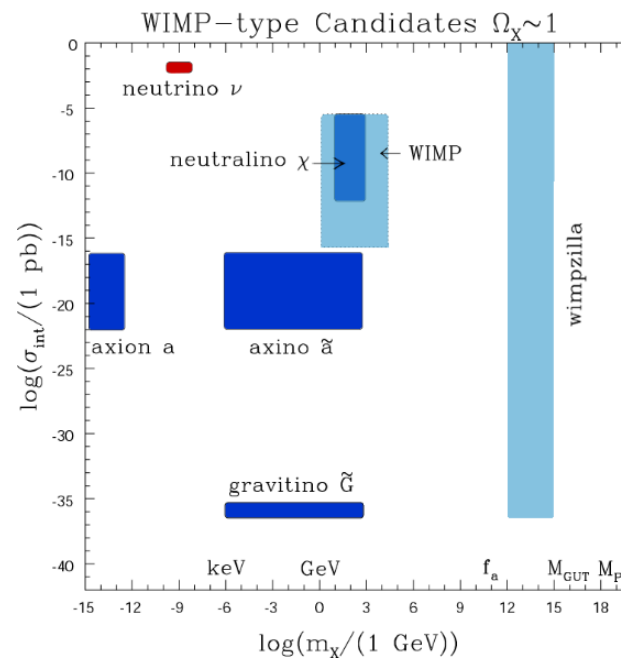 WIMP-type Candidates Ω_X~1
0
-5
-10
-15
-20
-25
-30
-35
-40
log(σ_int/(1 pb)
neutrino ν
neutralino χ
WIMP
wimpzilla
axion a
axino ã
gravitino G̃
keV GeV f_a M_GUT M_P
-15 -12 -9 -6 -3 0 3 6 9 12 15 18
log(m_X/(1 GeV))